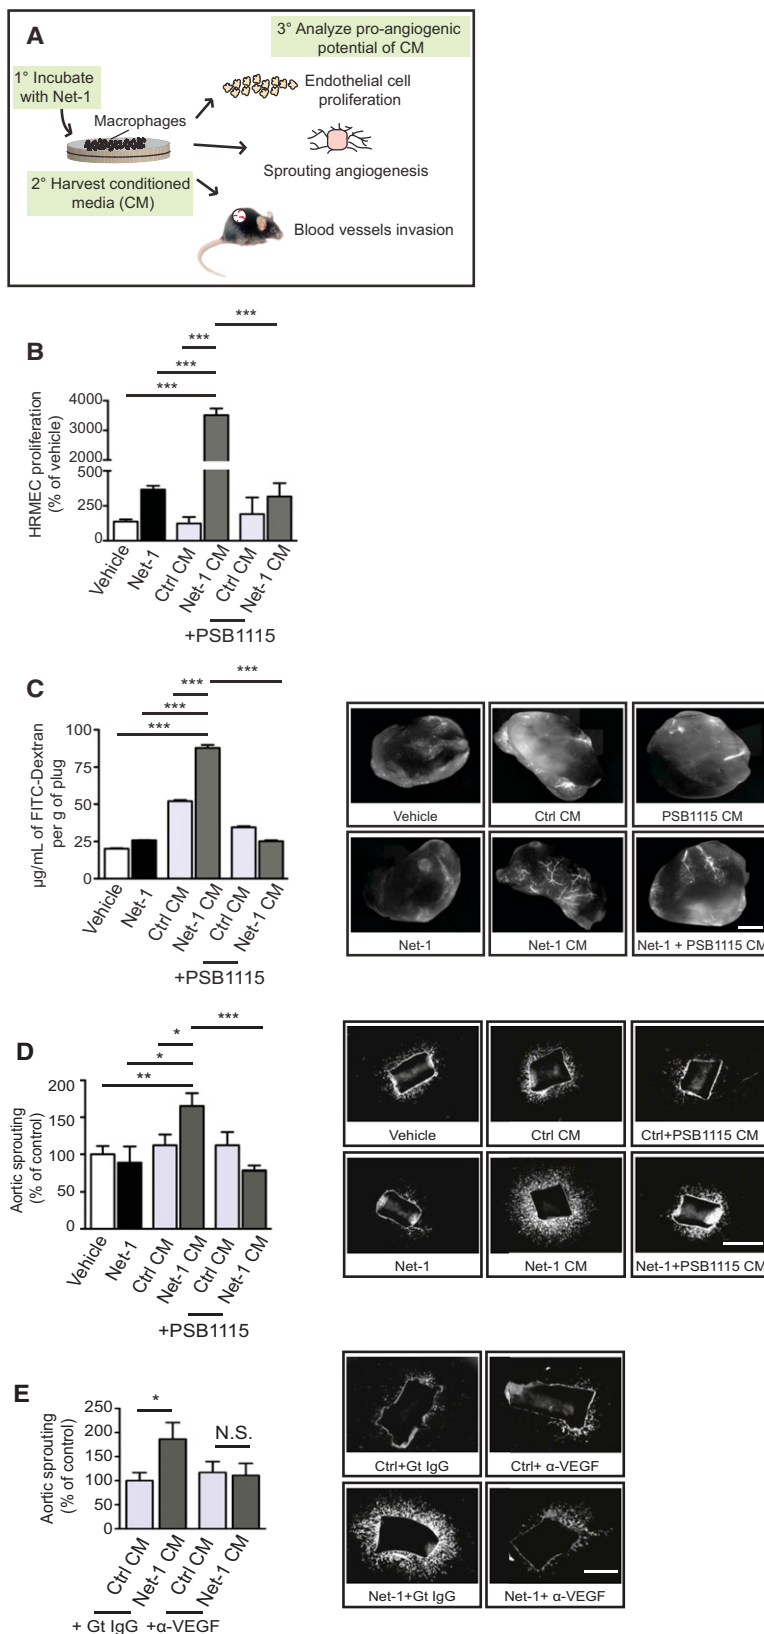 A
1° Incubate
with Net-1
Macrophages
2° Harvest conditioned
media (CM)
3° Analyze pro-angiogenic
potential of CM
Endothelial cell
proliferation
Sprouting angiogenesis
Blood vessels invasion
B
HRMEC proliferation
(% of vehicle)
4000
3000
2000
500
250
0
***
***
***
***
Vehicle
Net-1
Ctrl CM
Net-1 CM
Ctrl CM
Net-1 CM
+PSB1115
C
µg/mL of FITC-Dextran
per g of plug
100
75
50
25
0
***
***
***
***
Vehicle
Net-1
Ctrl CM
Net-1 CM
Ctrl CM
Net-1 CM
+PSB1115
Vehicle
Ctrl CM
PSB1115 CM
Net-1
Net-1 CM
Net-1 + PSB1115 CM
D
Aortic sprouting
(% of control)
200
150
100
50
0
***
*
*
**
Vehicle
Net-1
Ctrl CM
Net-1 CM
Ctrl CM
Net-1 CM
+PSB1115
Vehicle
Ctrl CM
Ctrl+PSB1115 CM
Net-1
Net-1 CM
Net-1+PSB1115 CM
E
Aortic sprouting
(% of control)
250
200
150
100
50
0
*
N.S.
Ctrl CM
Net-1 CM
Ctrl CM
Net-1 CM
+ Gt IgG
+α-VEGF
Ctrl+Gt IgG
Ctrl+ α-VEGF
Net-1+Gt IgG
Net-1+ α-VEGF